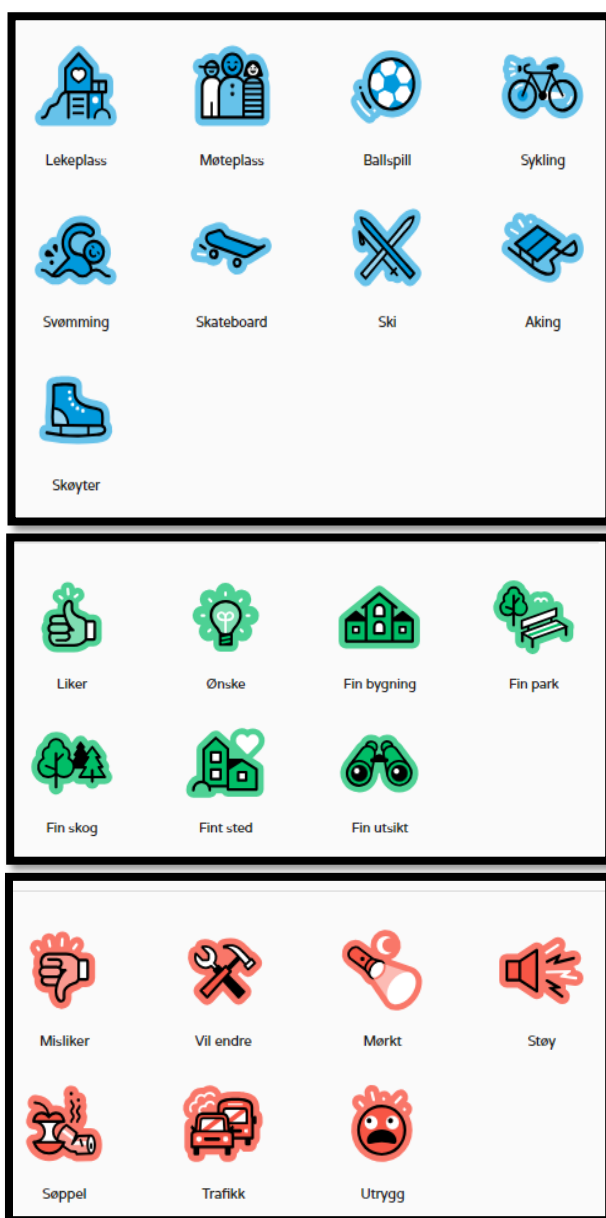 Lekeplass
Møteplass
Ballspill
Sykling
Svømming
Skateboard
Ski
Aking
Skøyter
Liker
Ønske
Fin bygning
Fin park
Fin skog
Fint sted
Fin utsikt
Misliker
Vil endre
Mørkt
Støy
Søppel
Trafikk
Utrygg